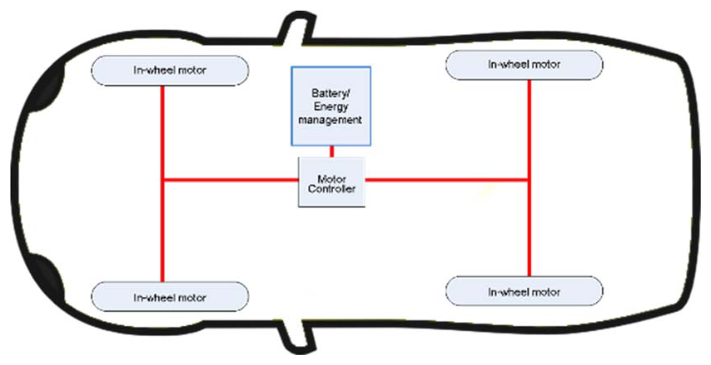 In-wheel motor
In-wheel motor
Battery/
Energy
management
Motor
Controller
In-wheel motor
In-wheel motor